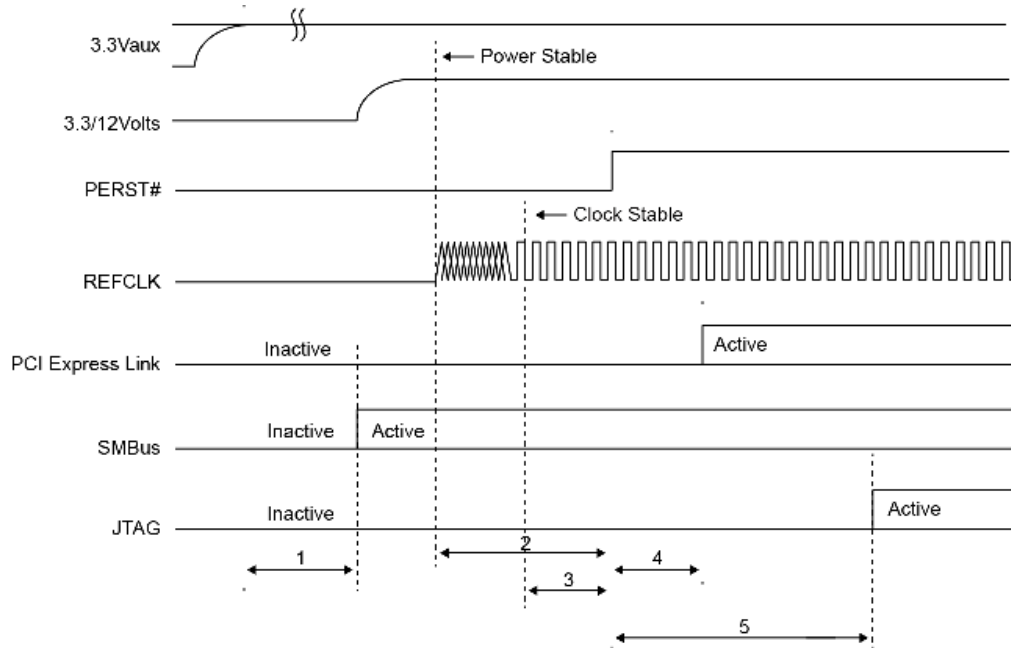 3.3Vaux
Power Stable
3.3/12Volts
PERST#
Clock Stable
REFCLK
Inactive
Active
PCI Express Link
Inactive
Active
SMBus
Inactive
Active
JTAG
1
2
3
4
5